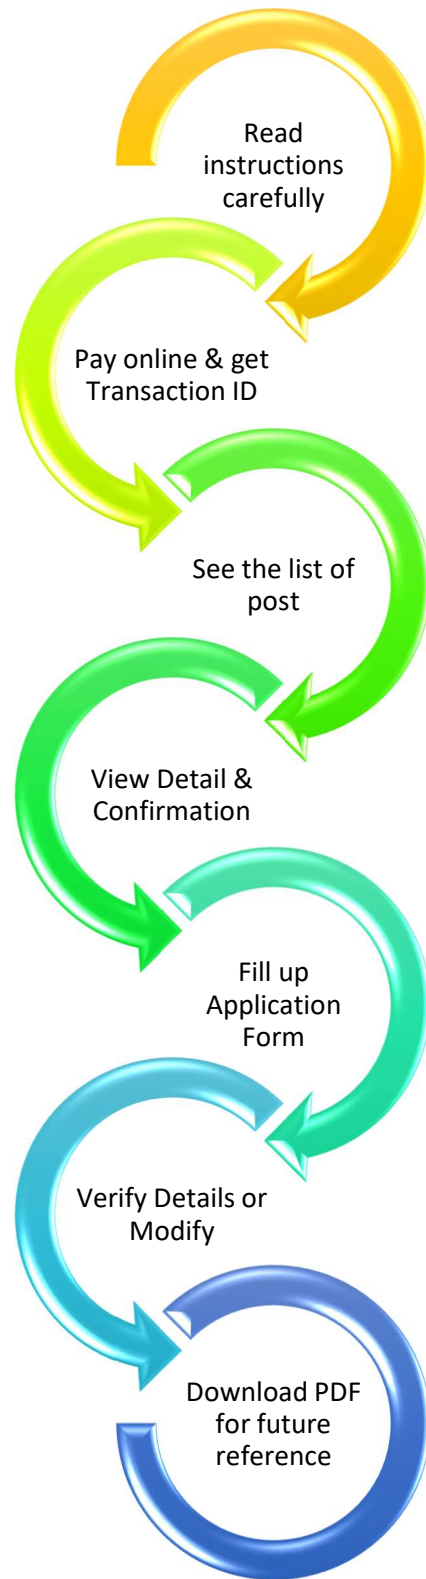 Read
instructions
carefully
Pay online & get
Transaction ID
See the list of
post
View Detail &
Confirmation
Fill up
Application
Form
Verify Details or
Modify
Download PDF
for future
reference